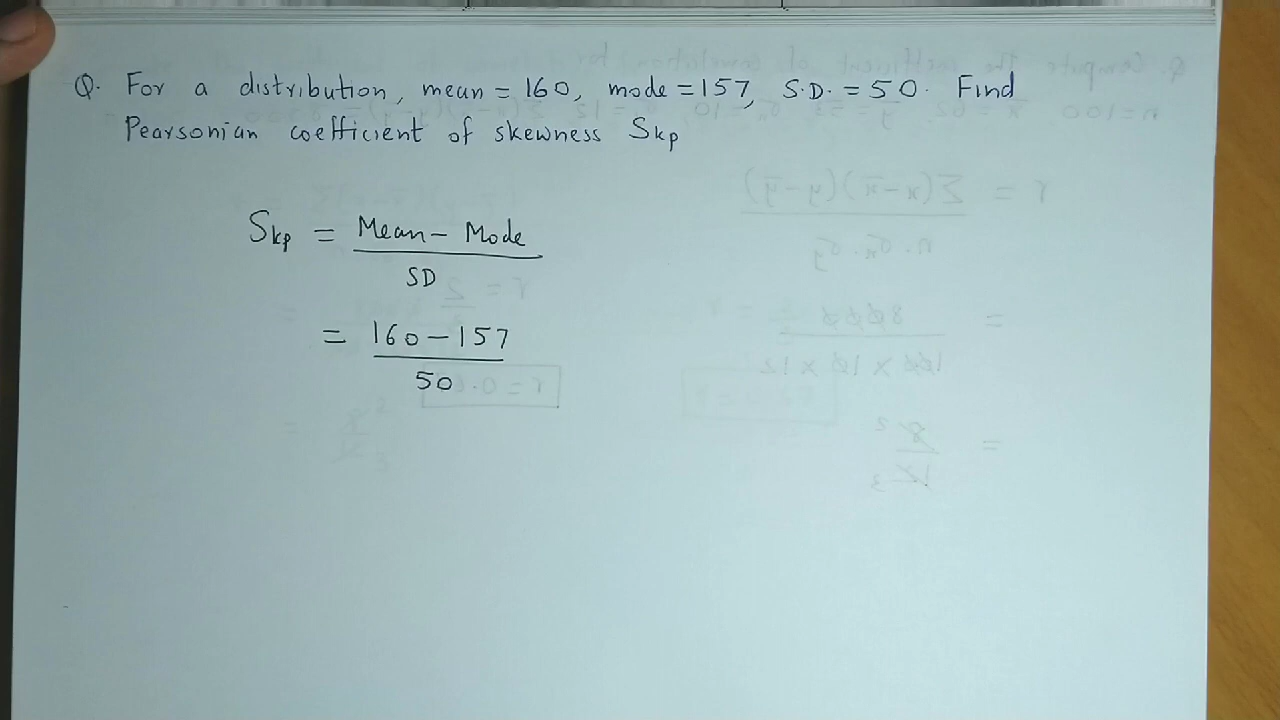 Q. For a distribution, mean = 160, mode = 157, S.D. = 50. Find
Pearsonian coefficient of skewness Skp
Skp = Mean - Mode
SD
= 160 - 157
50